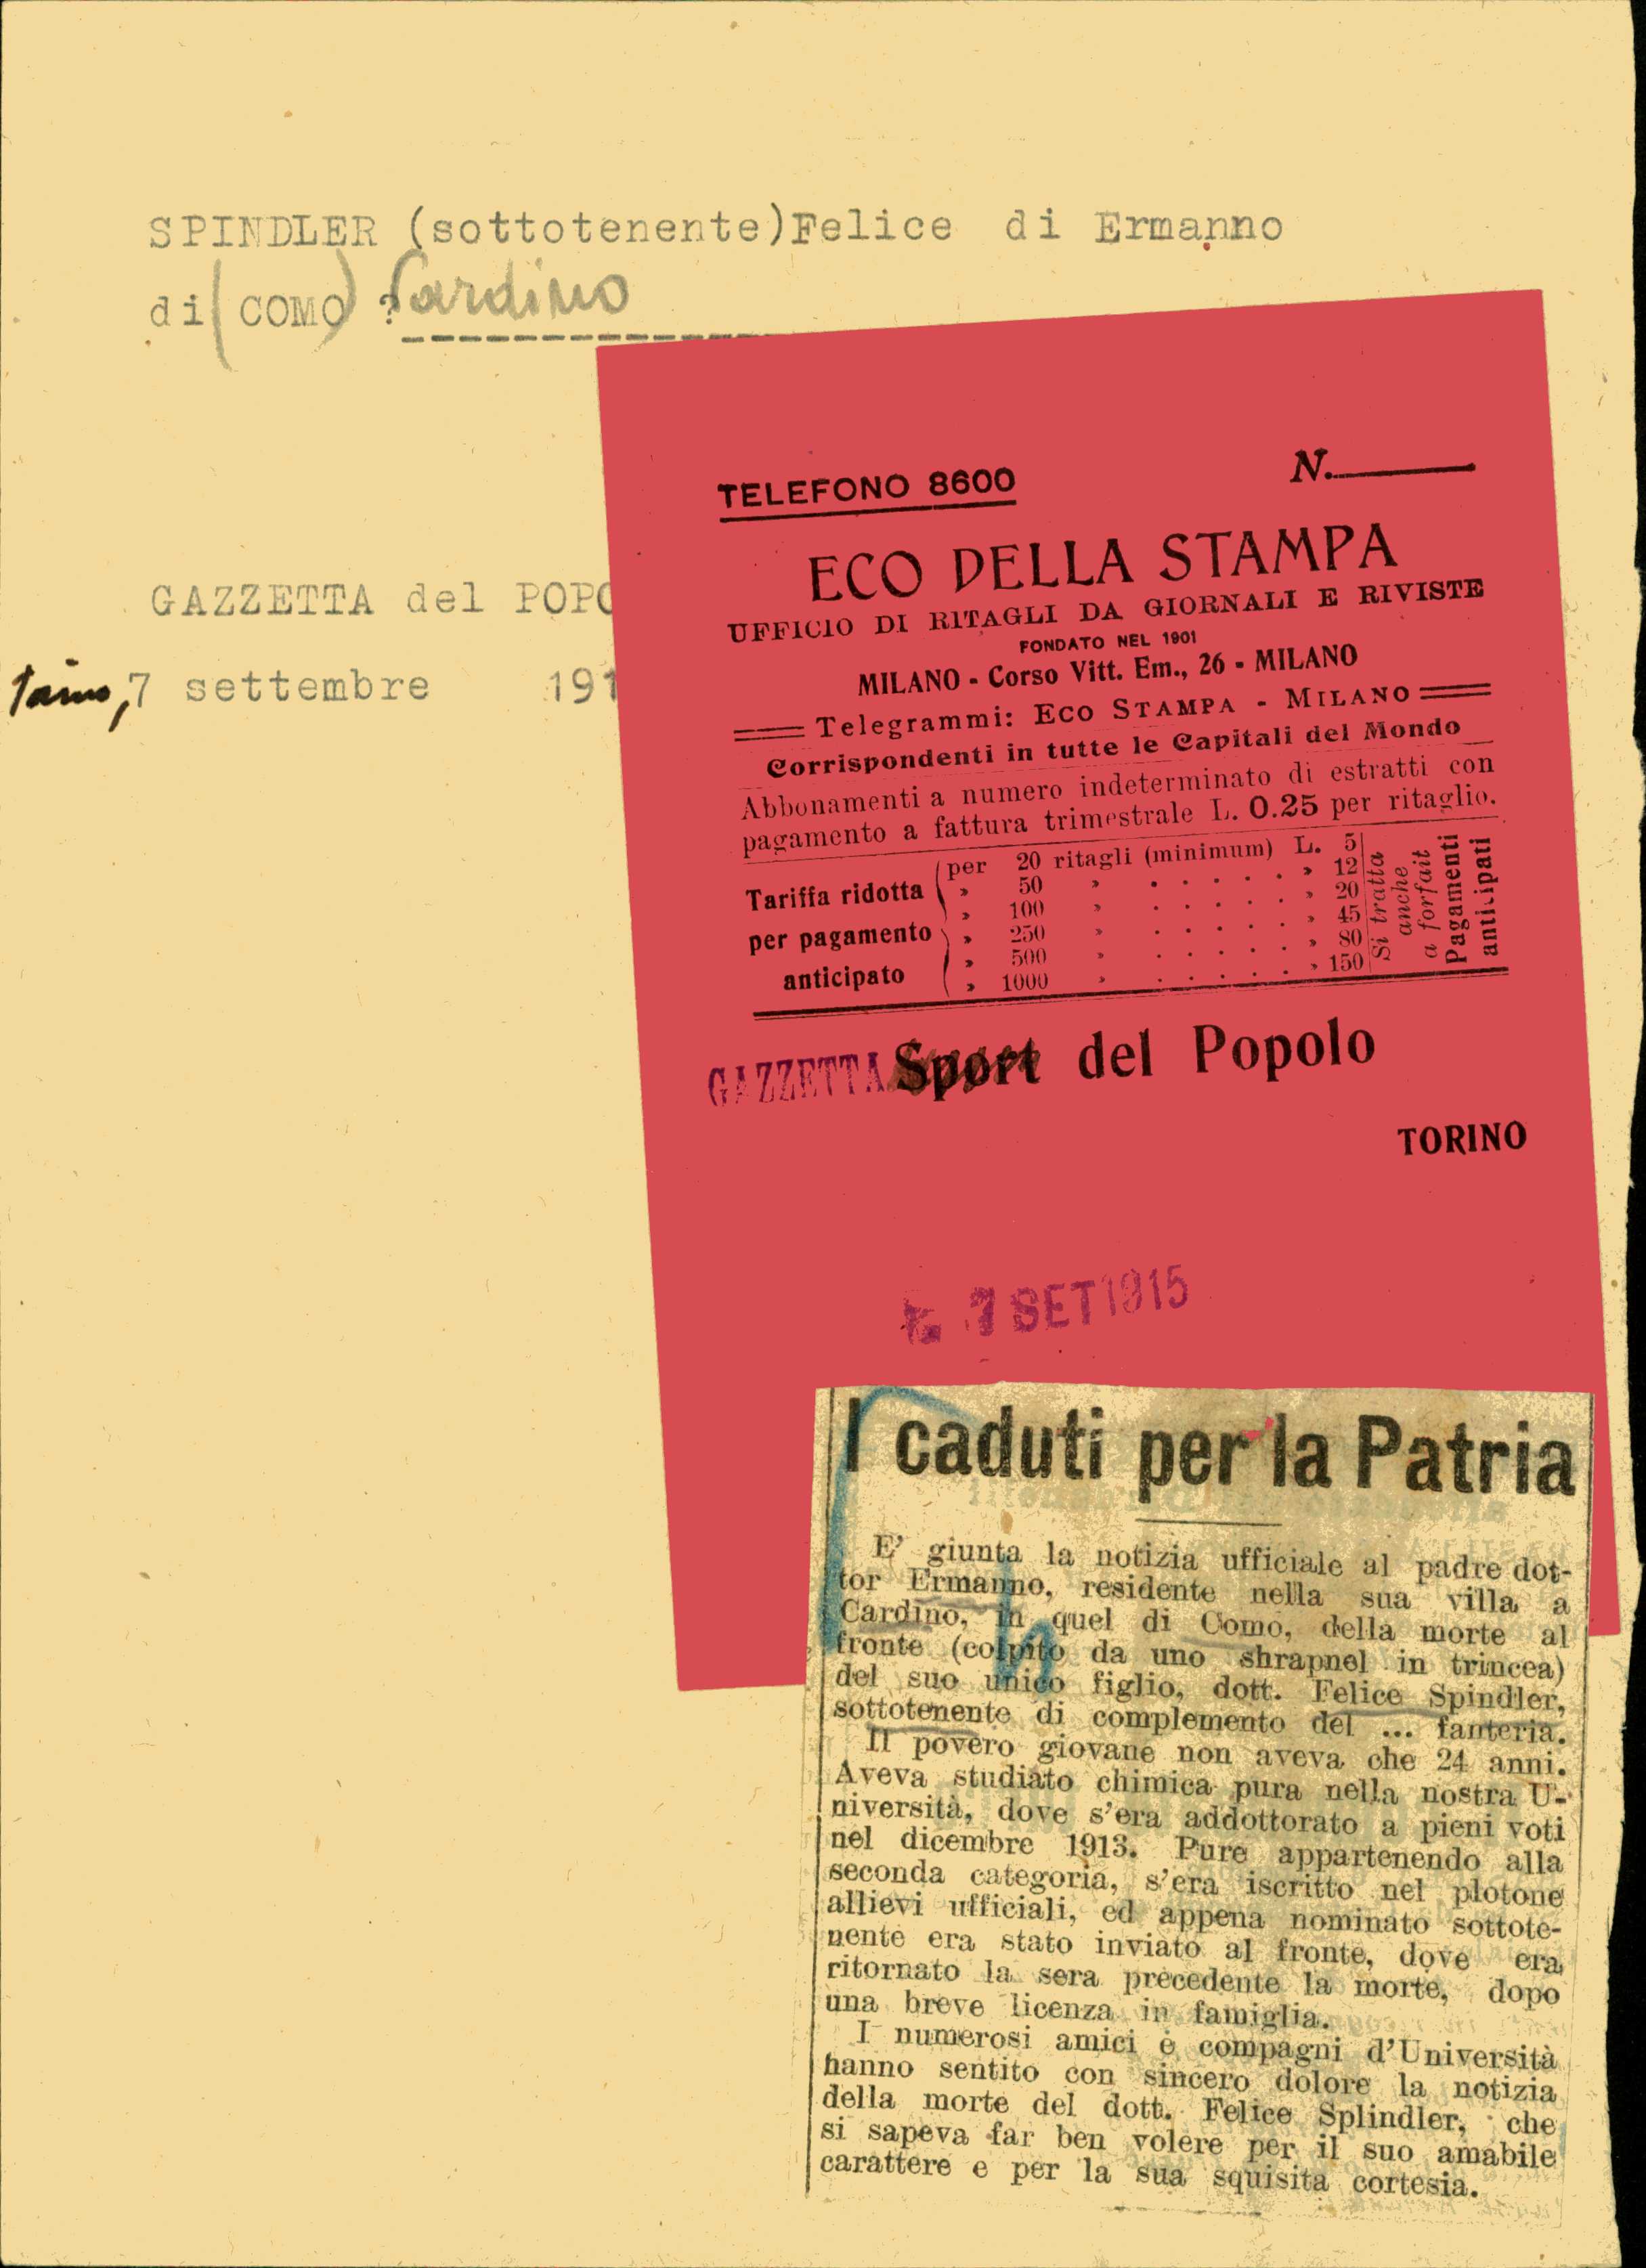 SPINDLER (sottotenente)Felice di Ermanno
di (COMO) ? Cardino
GAZZETTA del POPO
7 settembre 191
TELEFONO 8600
N.
ECO DELLA STAMPA
UFFICIO DI RITAGLI DA GIORNALI E RIVISTE
FONDATO NEL 1901
MILANO - Corso Vitt. Em., 26 - MILANO
Telegrammi: ECO STAMPA - MILANO
Corrispondenti in tutte le Capitali del Mondo
Abbonamenti a numero indeterminato di estratti con
pagamento a fattura trimestrale L. 0.25 per ritaglio.
Tariffa ridotta
per pagamento
anticipato
per 20 ritagli (minimum) L. 5
» 50 » . . . . . » 12
» 100 » . . . . . » 20
» 250 » . . . . . » 45
» 500 » . . . . . » 80
» 1000 » . . . . . » 150
Si tratta
anche
a forfait
Pagamenti
anticipati
GAZZETTA Sport del Popolo
TORINO
7 SET 1915
I caduti per la Patria
E' giunta la notizia ufficiale al padre dot-
tor Ermanno, residente nella sua villa a
Cardino, in quel di Como, della morte al
fronte (colpito da uno shrapnel in trincea)
del suo unico figlio, dott. Felice Spindler,
sottotenente di complemento del ... fanteria.
Il povero giovane non aveva che 24 anni.
Aveva studiato chimica pura nella nostra U-
niversità, dove s'era addottorato a pieni voti
nel dicembre 1913. Pure appartenendo alla
seconda categoria, s'era iscritto nel plotone
allievi ufficiali, ed appena nominato sottote-
nente era stato inviato al fronte, dove era
ritornato la sera precedente la morte, dopo
una breve licenza in famiglia.
I numerosi amici e compagni d'Università
hanno sentito con sincero dolore la notizia
della morte del dott. Felice Splindler, che
si sapeva far ben volere per il suo amabile
carattere e per la sua squisita cortesia.